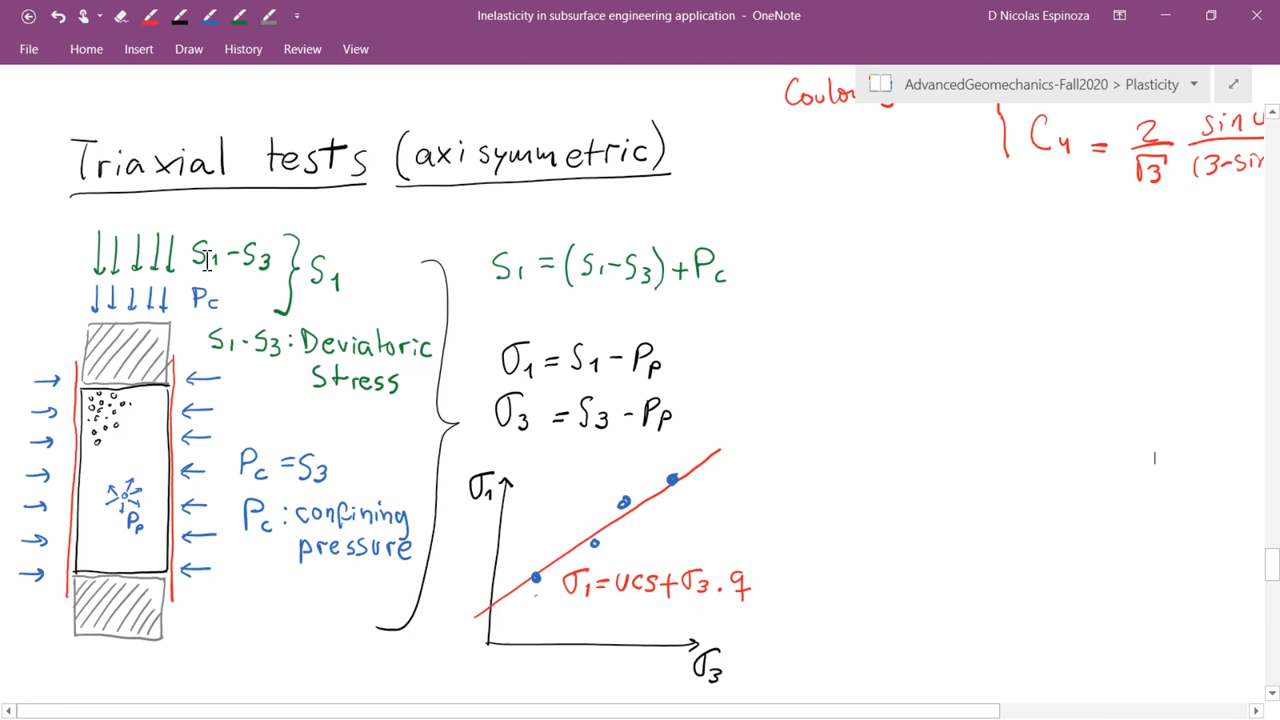 Inelasticity in subsurface engineering application - OneNote
D Nicolas Espinoza
File Home Insert Draw History Review View
AdvancedGeomechanics-Fall2020 > Plasticity
C4 = 2/√3
Triaxial tests (axisymmetric)
S1-S3 } S1
Pc
S1-S3: Deviatoric
Stress
Pc = S3
Pc: confining
pressure
Pp
S1 = (S1-S3) + Pc
σ1 = S1 - Pp
σ3 = S3 - Pp
σ1
σ1 = UCS + σ3 . q
σ3